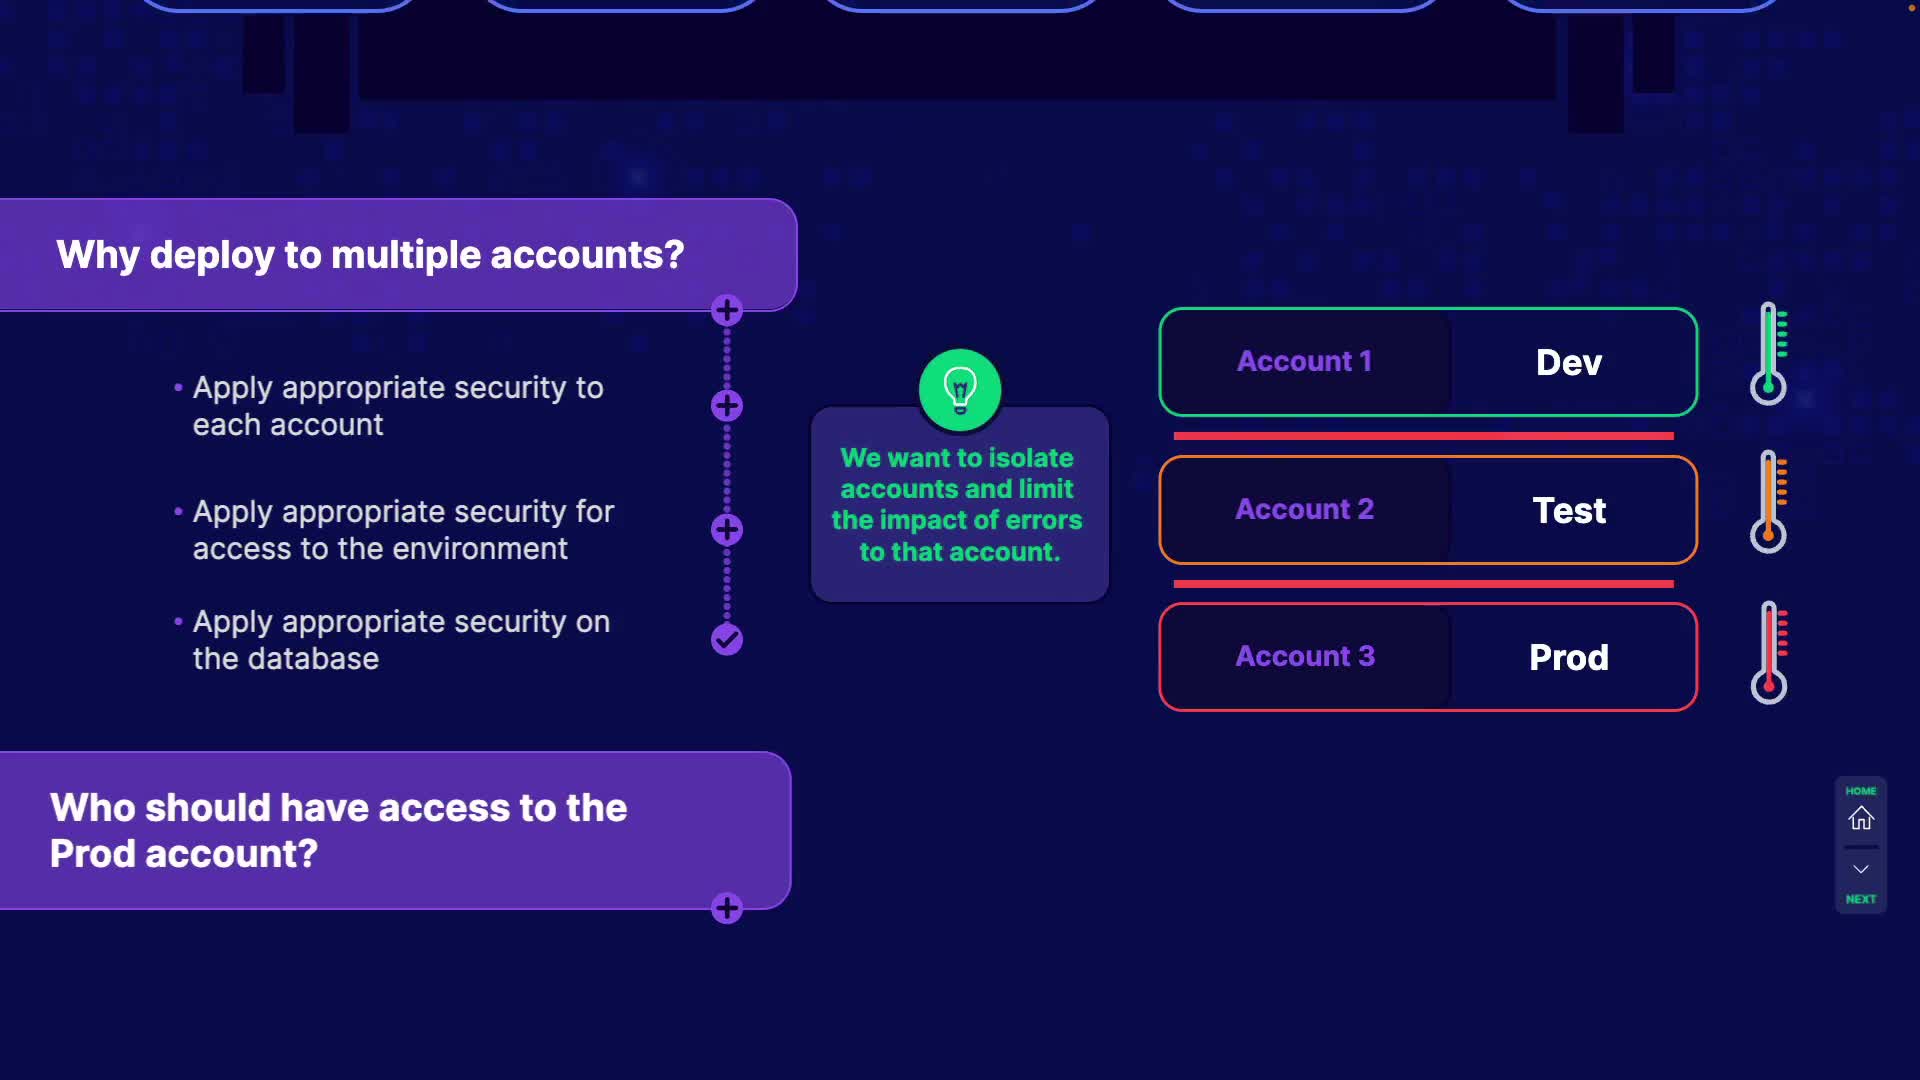 Why deploy to multiple accounts?
• Apply appropriate security to
each account
• Apply appropriate security for
access to the environment
• Apply appropriate security on
the database
We want to isolate
accounts and limit
the impact of errors
to that account.
Account 1 Dev
Account 2 Test
Account 3 Prod
Who should have access to the
Prod account?
HOME
NEXT